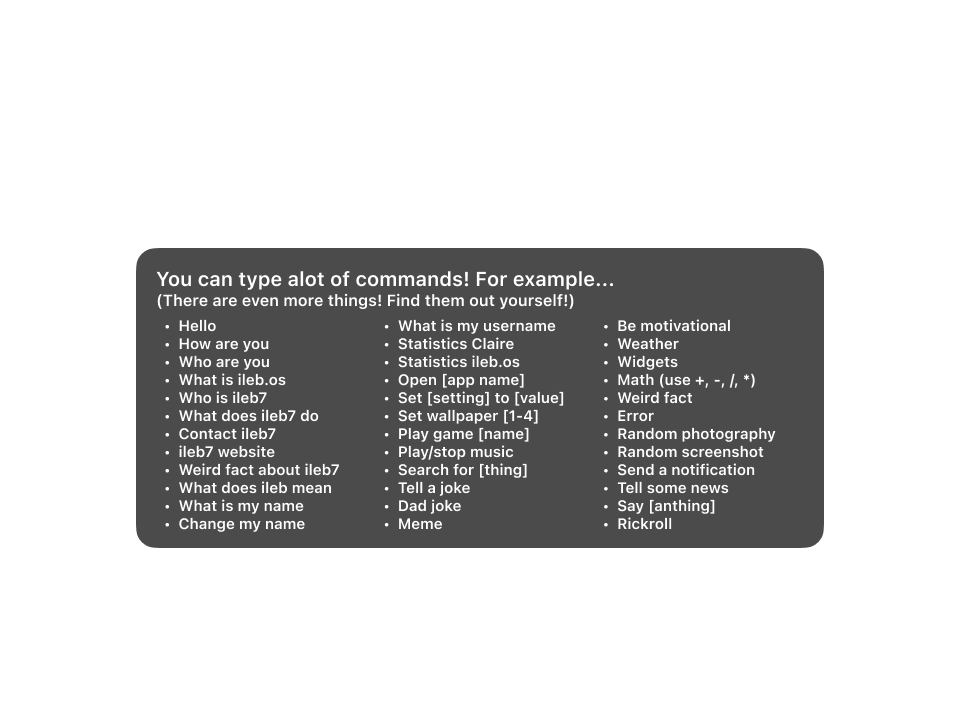 You can type alot of commands! For example...
(There are even more things! Find them out yourself!)
• Hello
• How are you
• Who are you
• What is ileb.os
• Who is ileb7
• What does ileb7 do
• Contact ileb7
• ileb7 website
• Weird fact about ileb7
• What does ileb mean
• What is my name
• Change my name
• What is my username
• Statistics Claire
• Statistics ileb.os
• Open [app name]
• Set [setting] to [value]
• Set wallpaper [1-4]
• Play game [name]
• Play/stop music
• Search for [thing]
• Tell a joke
• Dad joke
• Meme
• Be motivational
• Weather
• Widgets
• Math (use +, -, /, *)
• Weird fact
• Error
• Random photography
• Random screenshot
• Send a notification
• Tell some news
• Say [anthing]
• Rickroll